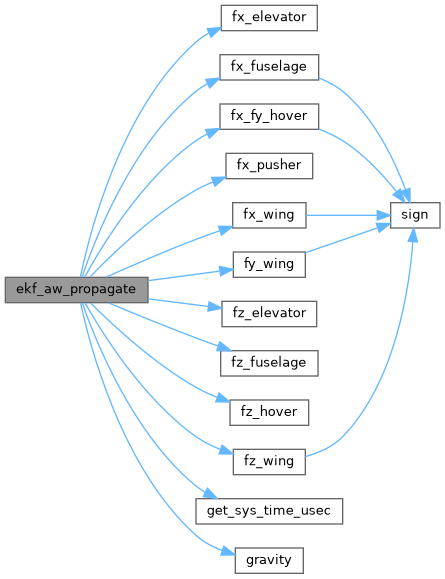 fx_elevator
fx_fuselage
fx_fy_hover
fx_pusher
fx_wing
sign
fy_wing
ekf_aw_propagate
fz_elevator
fz_fuselage
fz_hover
fz_wing
get_sys_time_usec
gravity